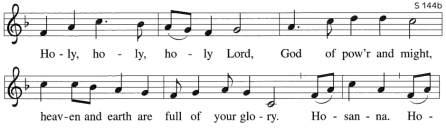 S 144b
Ho - ly, ho - ly, ho - ly Lord, God of pow'r and might,
heav - en and earth are full of your glo - ry. Ho - san - na. Ho -